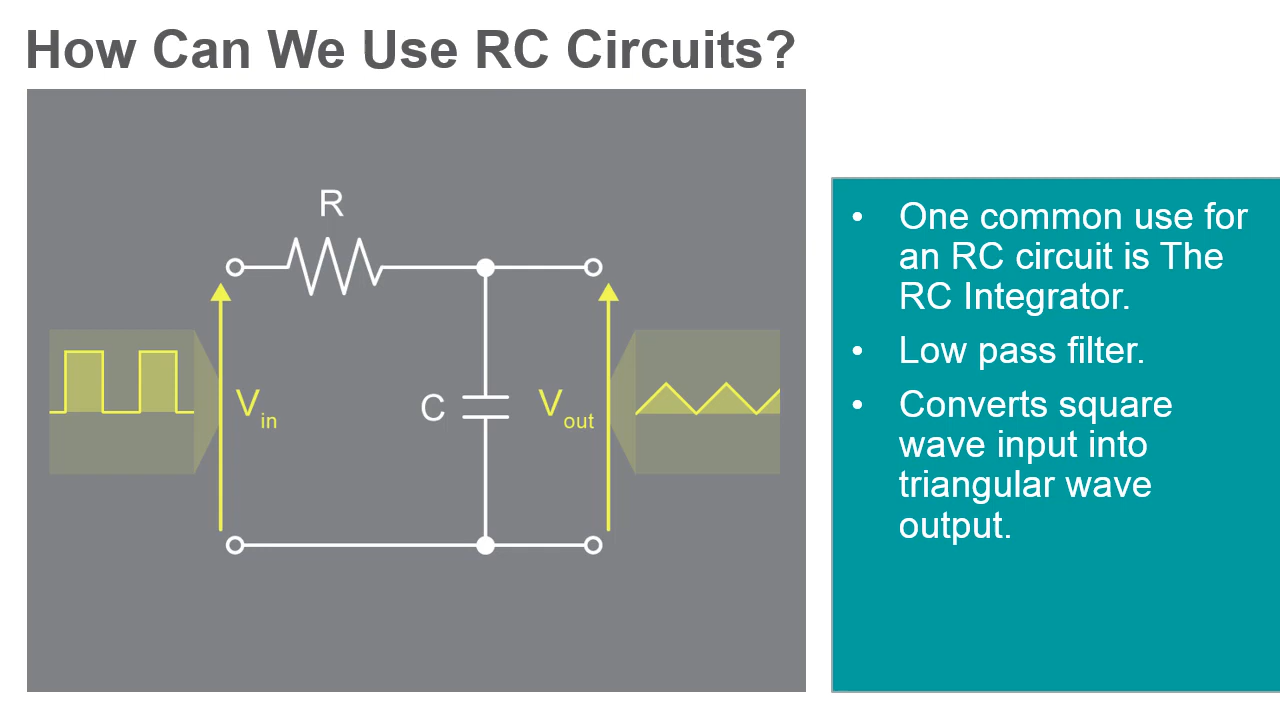 How Can We Use RC Circuits?
R
V in
C
V out
• One common use for
an RC circuit is The
RC Integrator.
• Low pass filter.
• Converts square
wave input into
triangular wave
output.